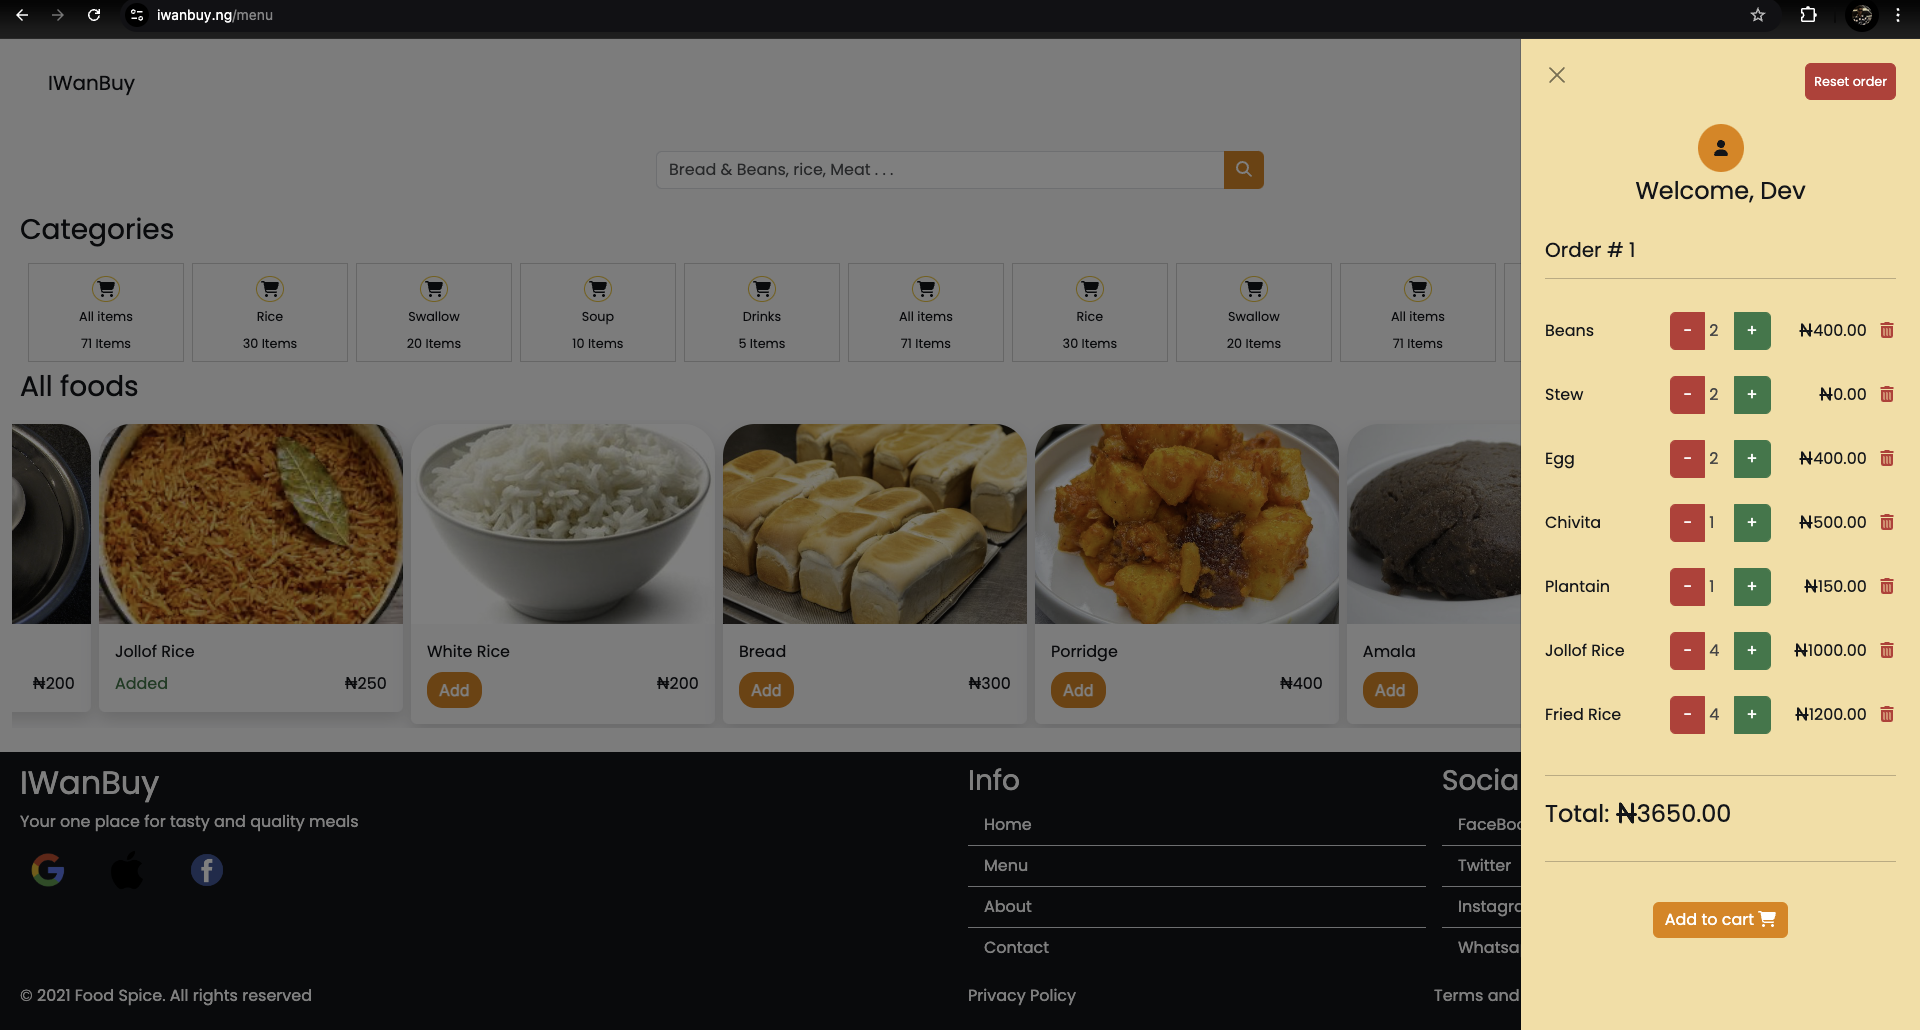 iwanbuy.ng/menu
IWanBuy
Bread & Beans, rice, Meat . . .
Categories
All items
71 Items
Rice
30 Items
Swallow
20 Items
Soup
10 Items
Drinks
5 Items
All items
71 Items
Rice
30 Items
Swallow
20 Items
All items
71 Items
All foods
₦200
Jollof Rice
Added ₦250
White Rice
Add ₦200
Bread
Add ₦300
Porridge
Add ₦400
Amala
Add
IWanBuy
Your one place for tasty and quality meals
Info
Home
Menu
About
Contact
Socia
FaceBoo
Twitter
Instagra
Whatsa
© 2021 Food Spice. All rights reserved
Privacy Policy
Terms and
Reset order
Welcome, Dev
Order # 1
Beans - 2 + ₦400.00
Stew - 2 + ₦0.00
Egg - 2 + ₦400.00
Chivita - 1 + ₦500.00
Plantain - 1 + ₦150.00
Jollof Rice - 4 + ₦1000.00
Fried Rice - 4 + ₦1200.00
Total: ₦3650.00
Add to cart